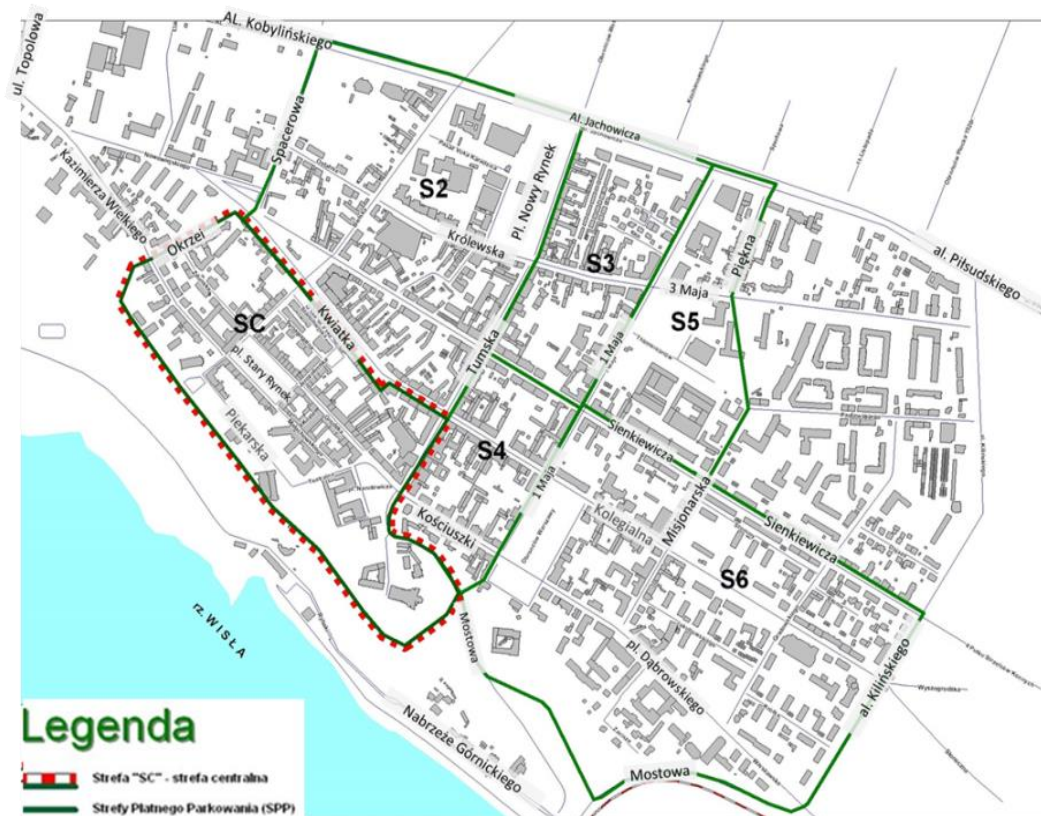 AL. Kobylińskiego
ul. Topolowa
Al. Jachowicza
Spacerowa
Kazimierza Wielkiego
S2
Pl. Nowy Rynek
Królewska
S3
Piękna
al. Piłsudskiego
3 Maja
Okrzei
SC
Kwiatka
S5
pl. Stary Rynek
Tumska
1 Maja
Piekarska
S4
Sienkiewicza
1 Maja
Kolegialna
Misjonarska
Kościuszki
Sienkiewicza
S6
rz. WISŁA
Mostowa
pl. Dąbrowskiego
al. Kilińskiego
Nabrzeże Górnickiego
Mostowa
Legenda
Strefa "SC" - strefa centralna
Strefy Płatnego Parkowania (SPP)